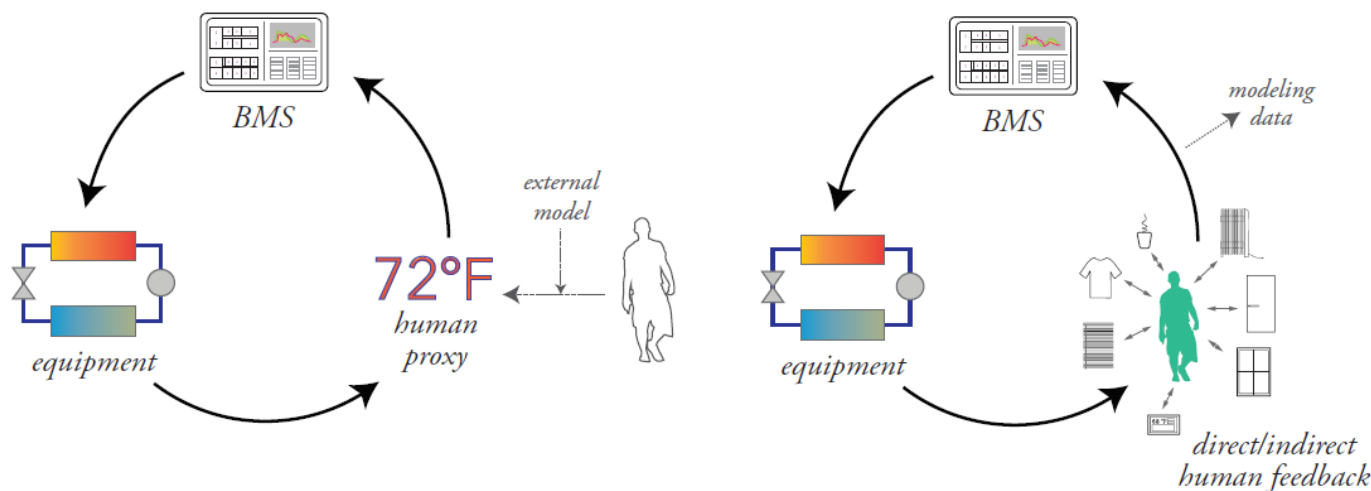 BMS
external
model
72°F
human
proxy
equipment
BMS
modeling
data
equipment
direct/indirect
human feedback